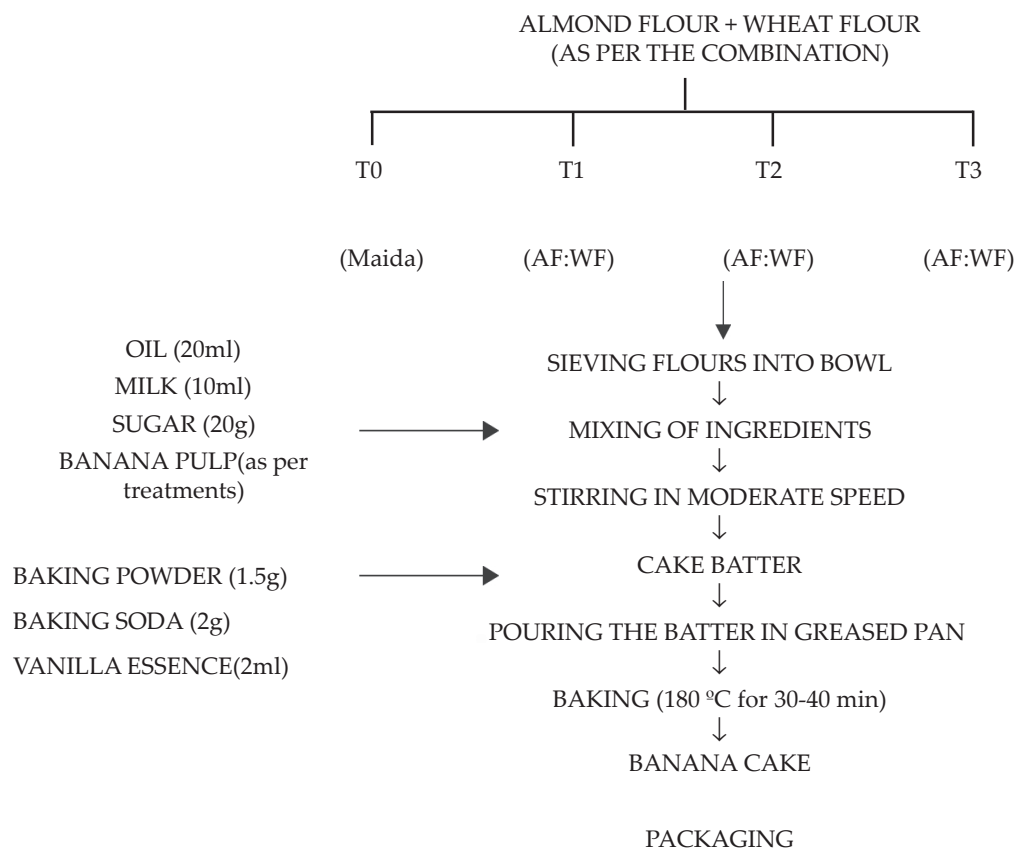 ALMOND FLOUR + WHEAT FLOUR
(AS PER THE COMBINATION)
T0 T1 T2 T3
(Maida) (AF:WF) (AF:WF) (AF:WF)
OIL (20ml)
MILK (10ml)
SUGAR (20g)
BANANA PULP(as per
treatments)
SIEVING FLOURS INTO BOWL
↓
MIXING OF INGREDIENTS
↓
STIRRING IN MODERATE SPEED
↓
BAKING POWDER (1.5g)
BAKING SODA (2g)
VANILLA ESSENCE(2ml)
CAKE BATTER
↓
POURING THE BATTER IN GREASED PAN
↓
BAKING (180 ºC for 30-40 min)
↓
BANANA CAKE
PACKAGING